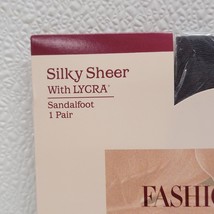 Silky Sheer
With LYCRA®
Sandalfoot
1 Pair
FASHIO